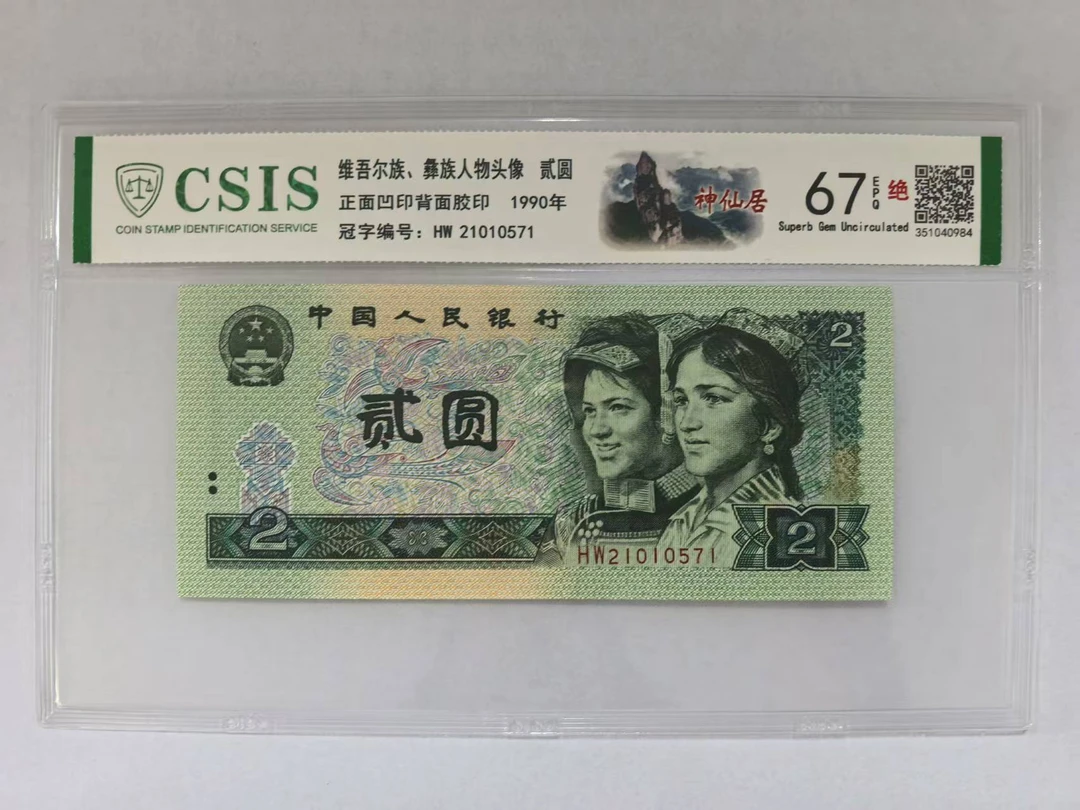 CSIS
COIN STAMP IDENTIFICATION SERVICE
维吾尔族、彝族人物头像 贰圆
正面凹印背面胶印 1990年
冠字编号：HW 21010571
神仙居
67 EPQ 绝
Superb Gem Uncirculated
351040984
中国人民银行
2
贰圆
2
HW21010571
2